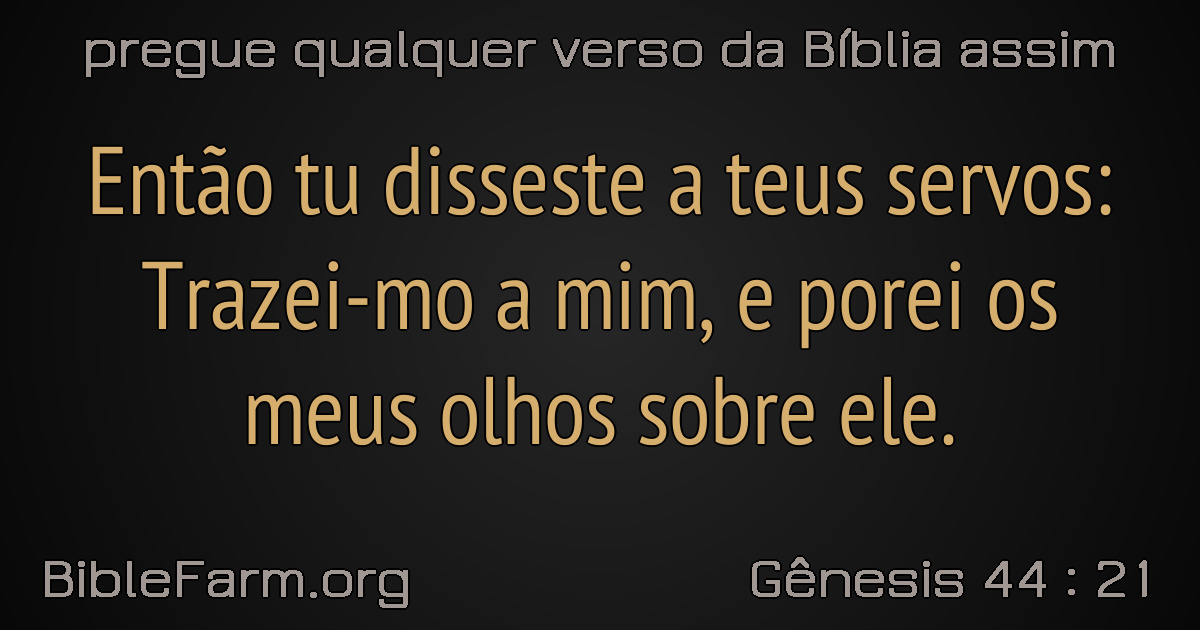 pregue qualquer verso da Bíblia assim
Então tu disseste a teus servos:
Trazei-mo a mim, e porei os
meus olhos sobre ele.
BibleFarm.org
Gênesis 44 : 21